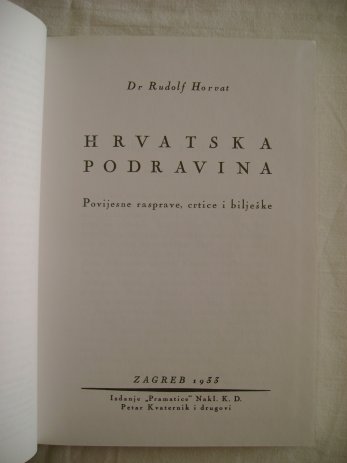 Dr Rudolf Horvat
HRVATSKA
PODRAVINA
Povijesne rasprave, crtice i bilješke
ZAGREB 1933
Izdanje „Pramatice" Nakl. K. D.
Petar Kvaternik i drugovi